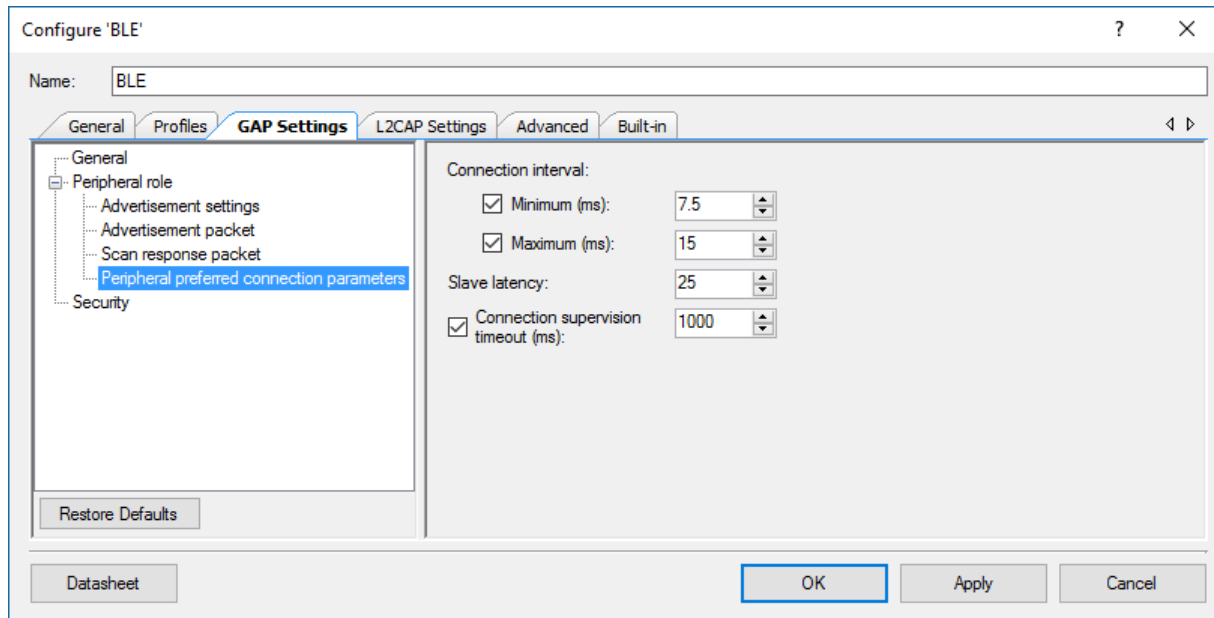 Configure 'BLE'
?
Name: BLE
General Profiles GAP Settings L2CAP Settings Advanced Built-in
General
Peripheral role
Advertisement settings
Advertisement packet
Scan response packet
Peripheral preferred connection parameters
Security
Restore Defaults
Connection interval:
Minimum (ms): 7.5
Maximum (ms): 15
Slave latency: 25
Connection supervision
timeout (ms): 1000
Datasheet OK Apply Cancel